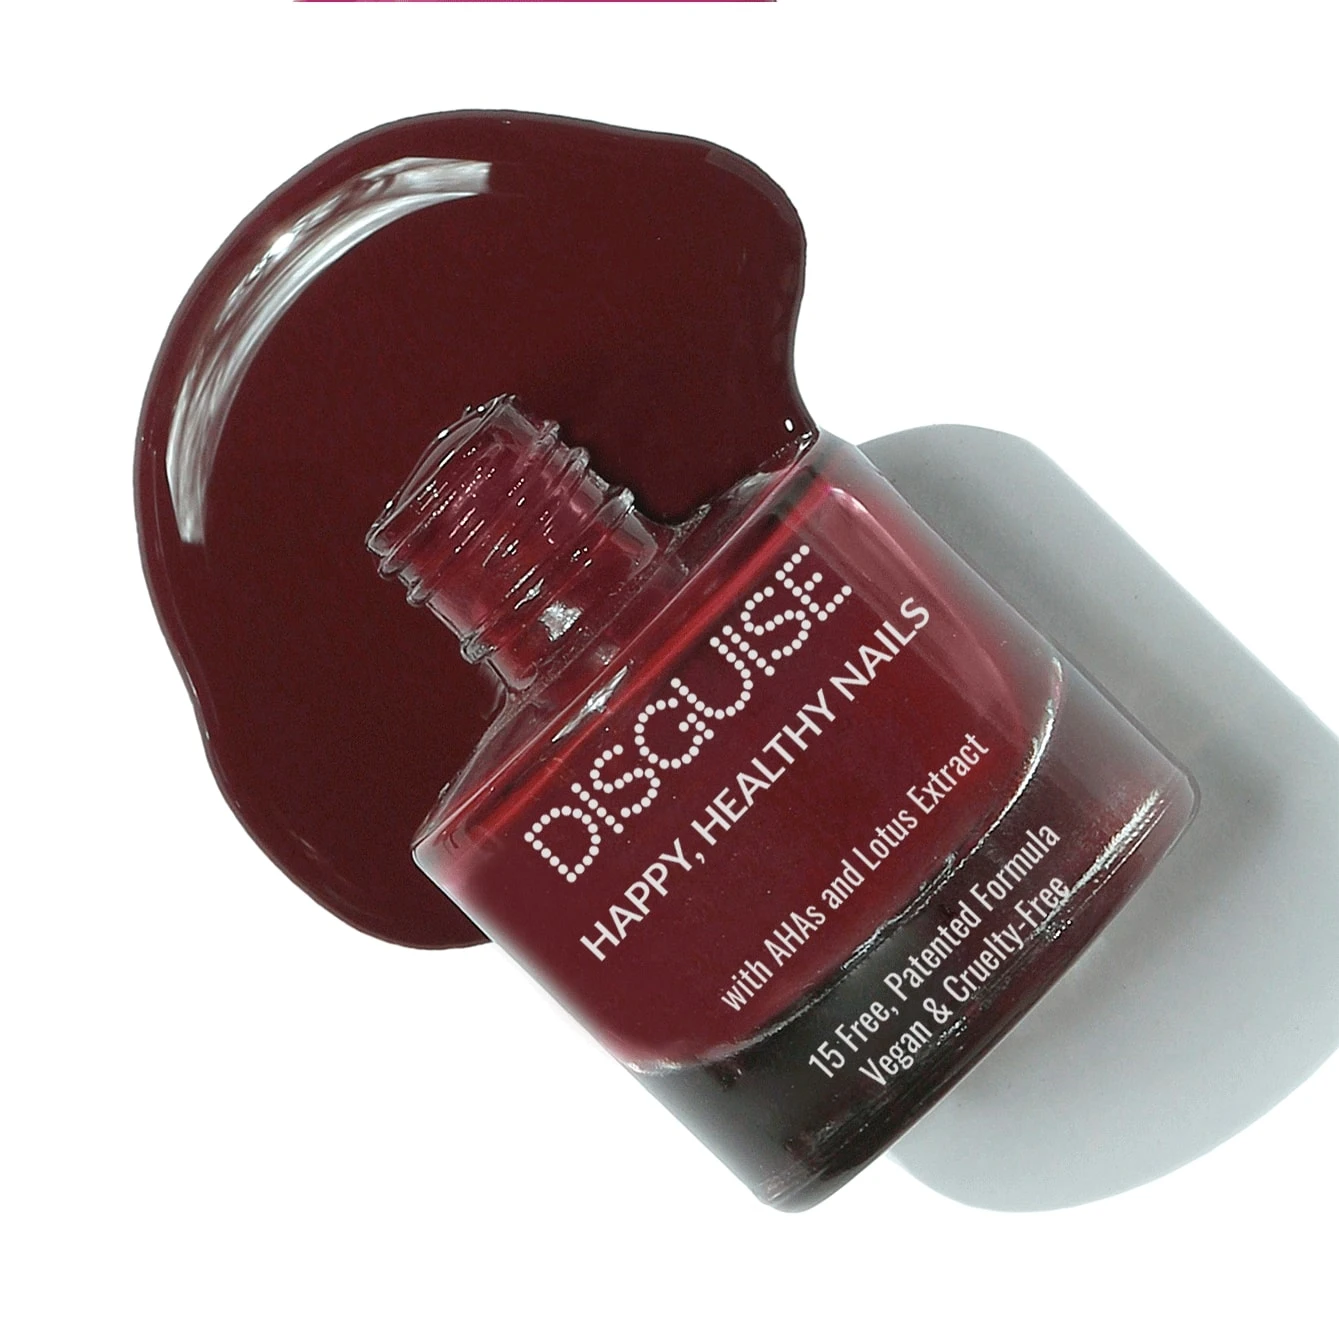 DISGUISE
HAPPY, HEALTHY NAILS
with AHAs and Lotus Extract
15 Free, Patented Formula
Vegan & Cruelty-Free